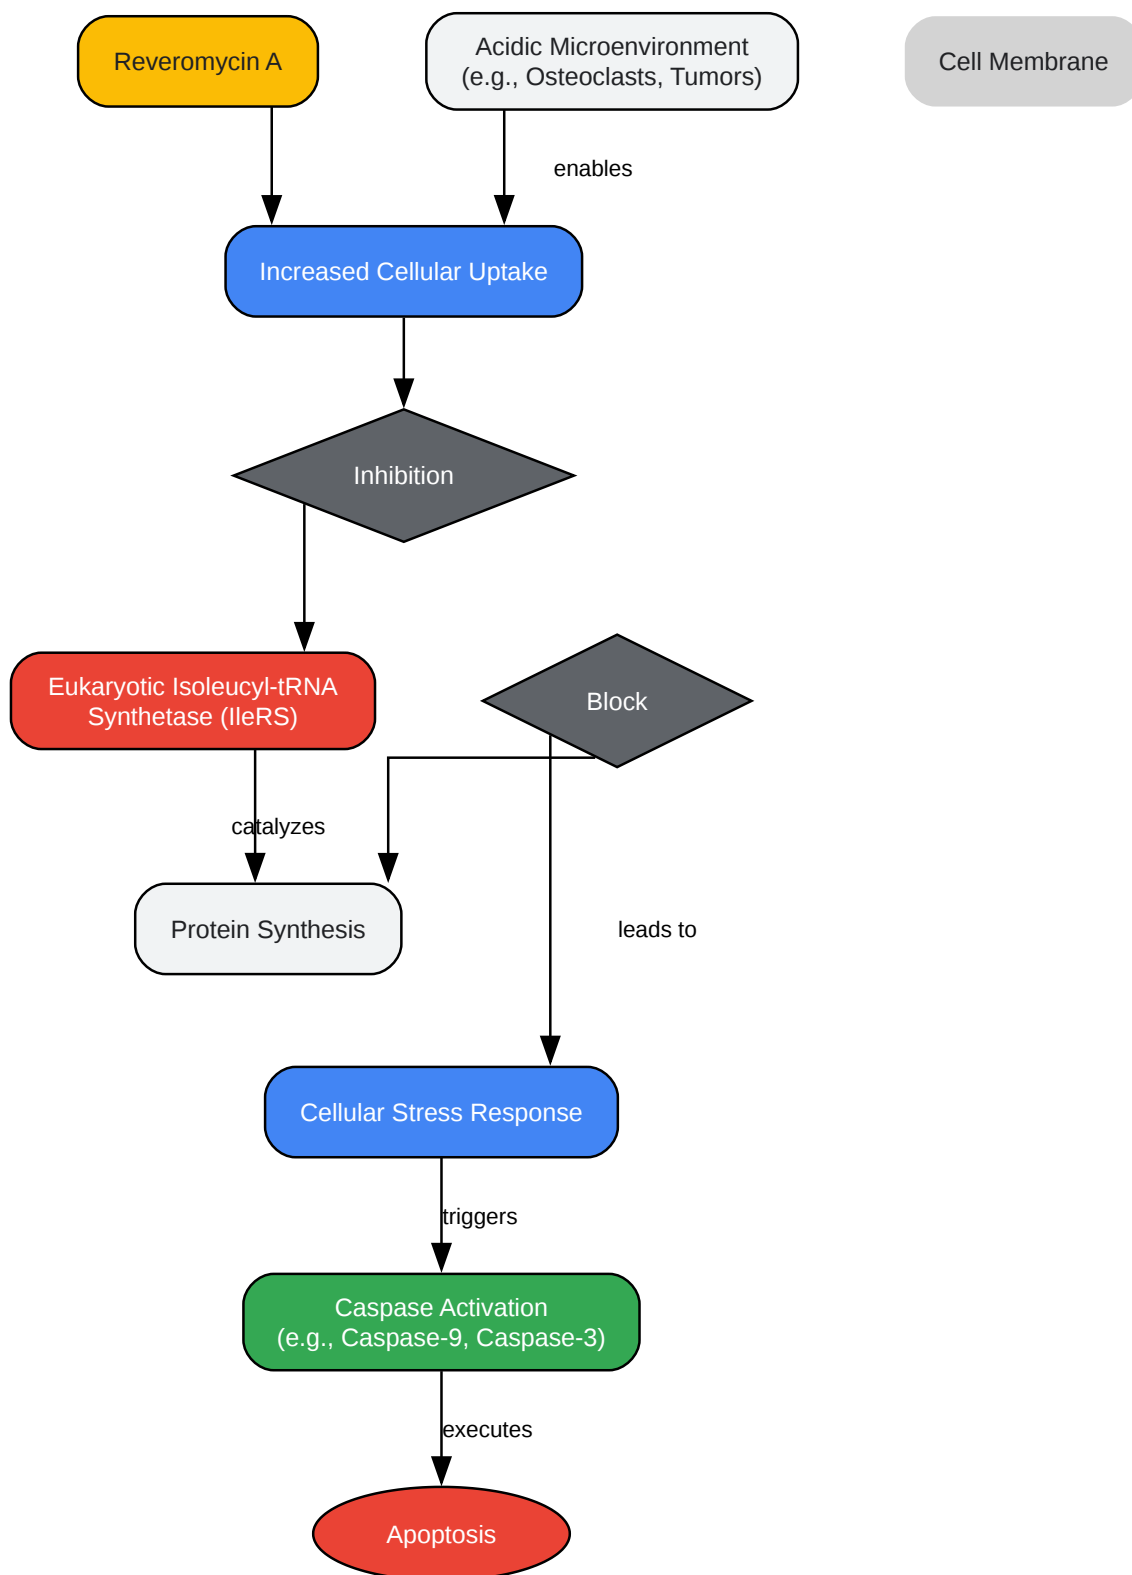 Reveromycin A
Acidic Microenvironment
(e.g., Osteoclasts, Tumors)
Cell Membrane
enables
Increased Cellular Uptake
Inhibition
Eukaryotic Isoleucyl-tRNA
Synthetase (IleRS)
Block
catalyzes
Protein Synthesis
leads to
Cellular Stress Response
triggers
Caspase Activation
(e.g., Caspase-9, Caspase-3)
executes
Apoptosis